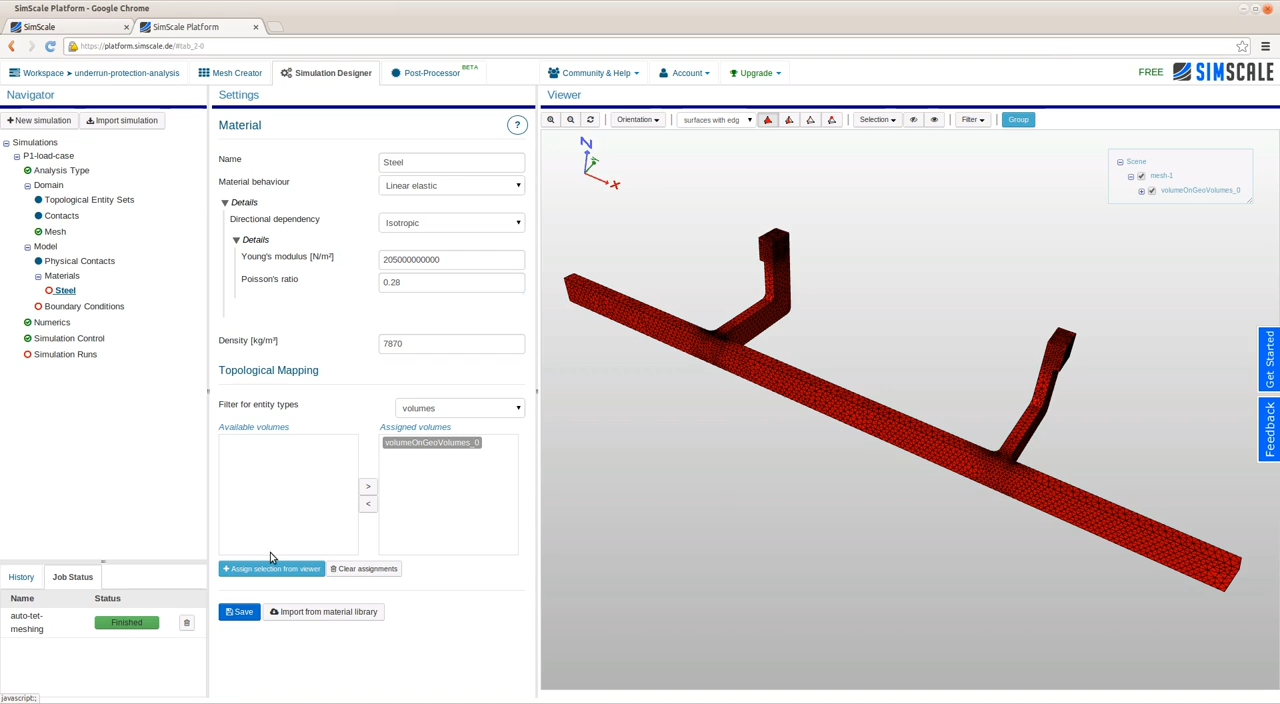 SimScale Platform - Google Chrome
SimScale
SimScale Platform
https://platform.simscale.de/#tab_2-0
Workspace ➤ underrun-protection-analysis
Mesh Creator
Simulation Designer
Post-Processor BETA
Community & Help
Account
Upgrade
FREE
SIMSCALE
Navigator
Settings
Viewer
+New simulation
Import simulation
Simulations
P1-load-case
Analysis Type
Domain
Topological Entity Sets
Contacts
Mesh
Model
Physical Contacts
Materials
Steel
Boundary Conditions
Numerics
Simulation Control
Simulation Runs
History
Job Status
Name
Status
auto-tet-
meshing
Finished
javascript:;
Material
?
Name
Steel
Material behaviour
Linear elastic
Details
Directional dependency
Isotropic
Details
Young's modulus [N/m²]
205000000000
Poisson's ratio
0.28
Density [kg/m³]
7870
Topological Mapping
Filter for entity types
volumes
Available volumes
Assigned volumes
volumeOnGeoVolumes_0
>
<
+ Assign selection from viewer
Clear assignments
Save
Import from material library
Orientation
surfaces with edg
Selection
Filter
Group
Z
X
Scene
mesh-1
volumeOnGeoVolumes_0
Get Started
Feedback